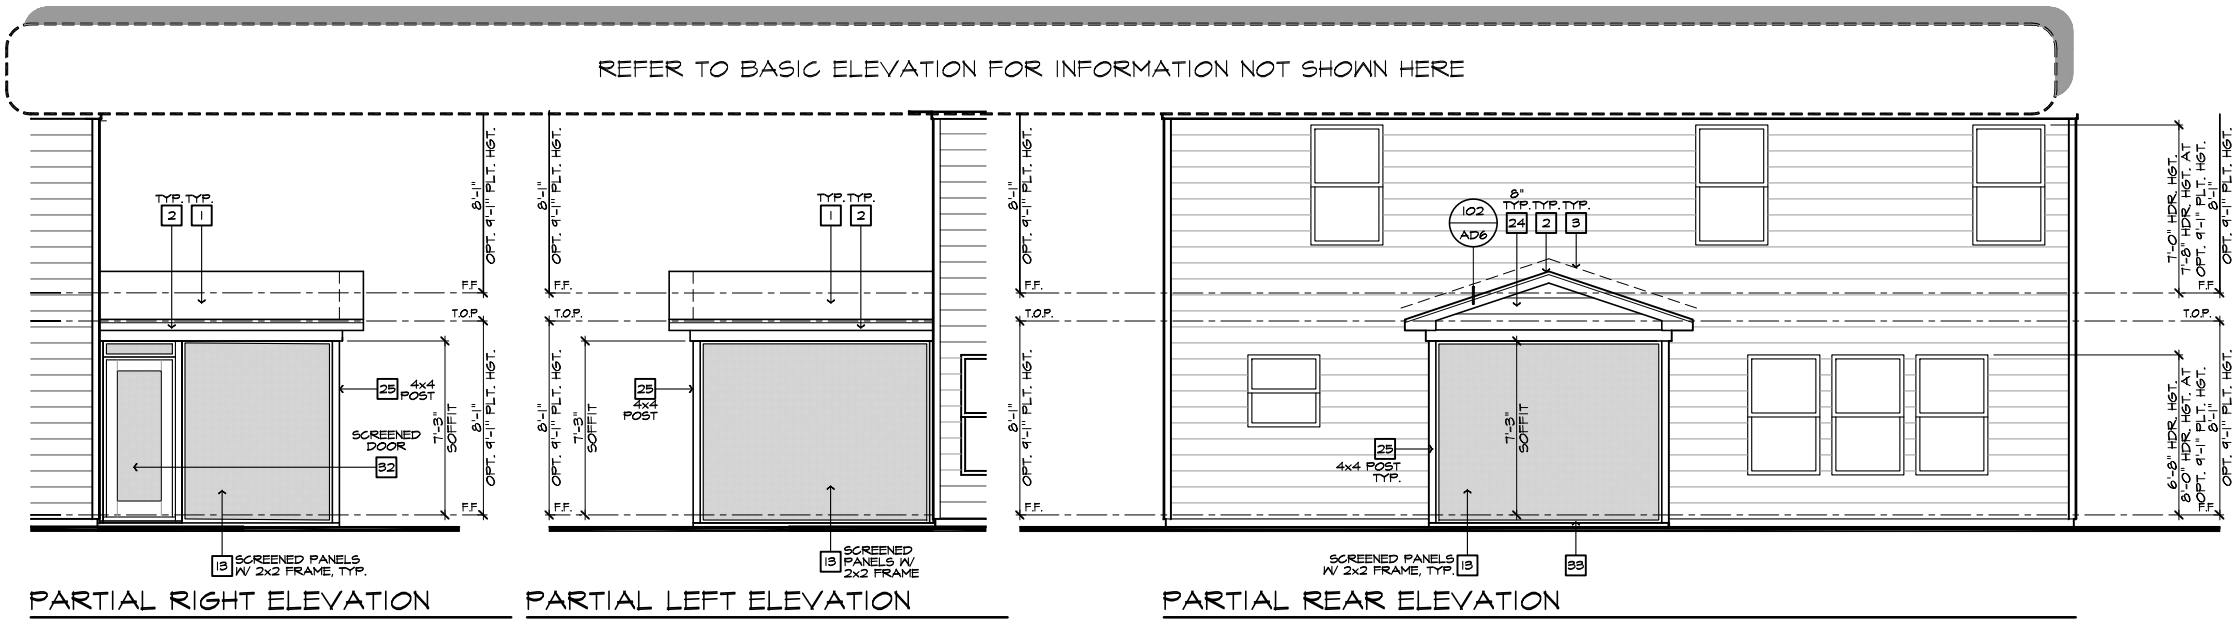 REFER TO BASIC ELEVATION FOR INFORMATION NOT SHOWN HERE
TYP. TYP.
2 1
8'-1"
OPT. 9'-1" PLT. HGT.
F.F.
T.O.P.
25 4x4
POST
SCREENED
DOOR
32
7'-3"
SOFFIT
8'-1"
OPT. 9'-1" PLT. HGT.
F.F.
13 SCREENED PANELS
W/ 2x2 FRAME, TYP.
PARTIAL RIGHT ELEVATION
8'-1"
OPT. 9'-1" PLT. HGT.
TYP. TYP.
1 2
F.F.
T.O.P.
8'-1"
OPT. 9'-1" PLT. HGT.
7'-3"
SOFFIT
25
4x4
POST
F.F.
13 SCREENED
PANELS W/
2x2 FRAME
PARTIAL LEFT ELEVATION
8'-1"
OPT. 9'-1" PLT. HGT.
F.F.
T.O.P.
8'-1"
OPT. 9'-1" PLT. HGT.
F.F.
102
AD6
8"
TYP. TYP. TYP.
24 2 3
7'-3"
SOFFIT
25
4x4 POST
TYP.
SCREENED PANELS 13
W/ 2x2 FRAME, TYP.
33
7'-0" HDR. HGT.
7'-8" HDR. HGT. AT
OPT. 9'-1" PLT. HGT.
8'-1"
OPT. 9'-1" PLT. HGT.
F.F.
T.O.P.
6'-8" HDR. HGT.
8'-0" HDR. HGT. AT
OPT. 9'-1" PLT. HGT.
8'-1"
OPT. 9'-1" PLT. HGT.
F.F.
PARTIAL REAR ELEVATION